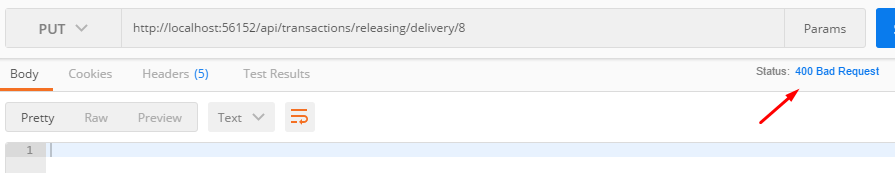 PUT http://localhost:56152/api/transactions/releasing/delivery/8 Params
Body Cookies Headers (5) Test Results Status: 400 Bad Request
Pretty Raw Preview Text
1